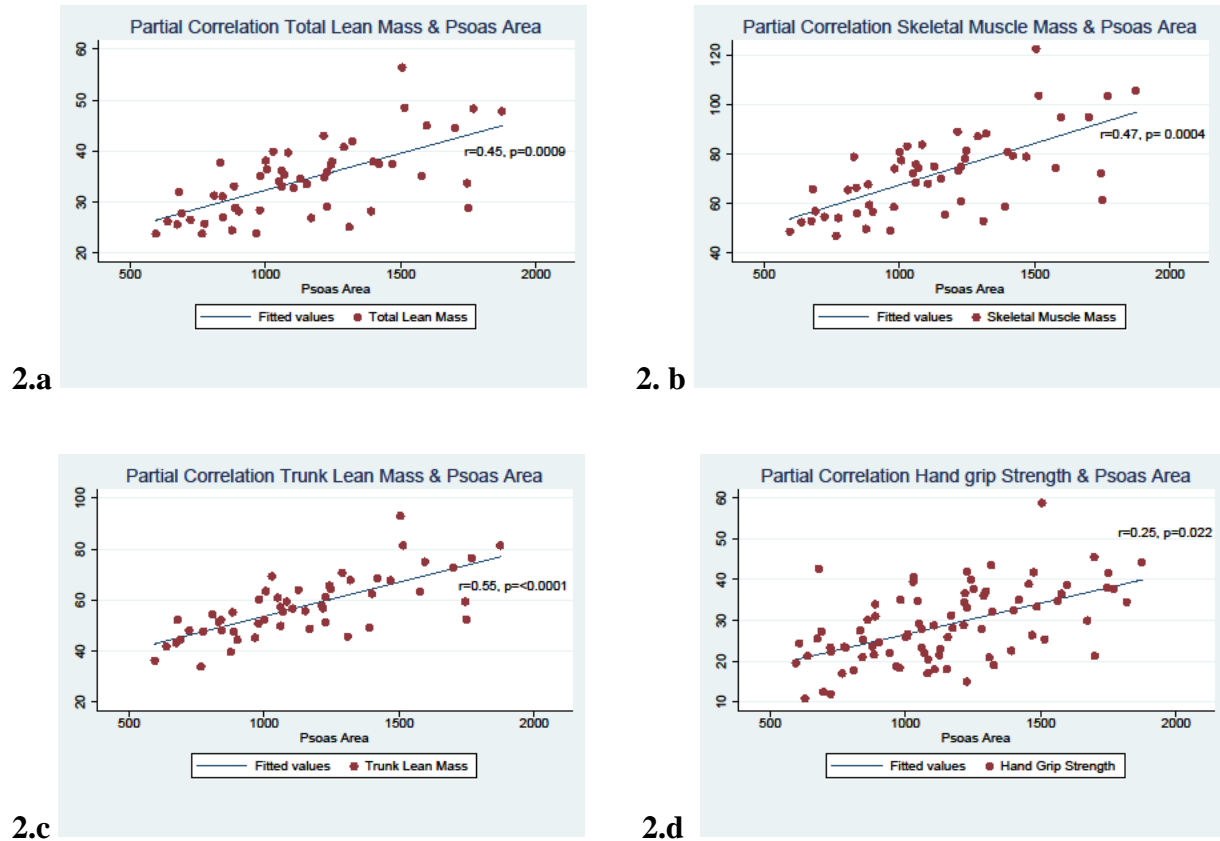 Partial Correlation Total Lean Mass & Psoas Area
60
50
40
30
20
r=0.45, p=0.0009
500 1000 1500 2000
Psoas Area
Fitted values Total Lean Mass
2.a
Partial Correlation Skeletal Muscle Mass & Psoas Area
120
100
80
60
40
r=0.47, p= 0.0004
500 1000 1500 2000
Psoas Area
Fitted values Skeletal Muscle Mass
2. b
Partial Correlation Trunk Lean Mass & Psoas Area
100
80
60
40
20
r=0.55, p=<0.0001
500 1000 1500 2000
Psoas Area
Fitted values Trunk Lean Mass
2.c
Partial Correlation Hand grip Strength & Psoas Area
60
50
40
30
20
10
r=0.25, p=0.022
500 1000 1500 2000
Psoas Area
Fitted values Hand Grip Strength
2.d